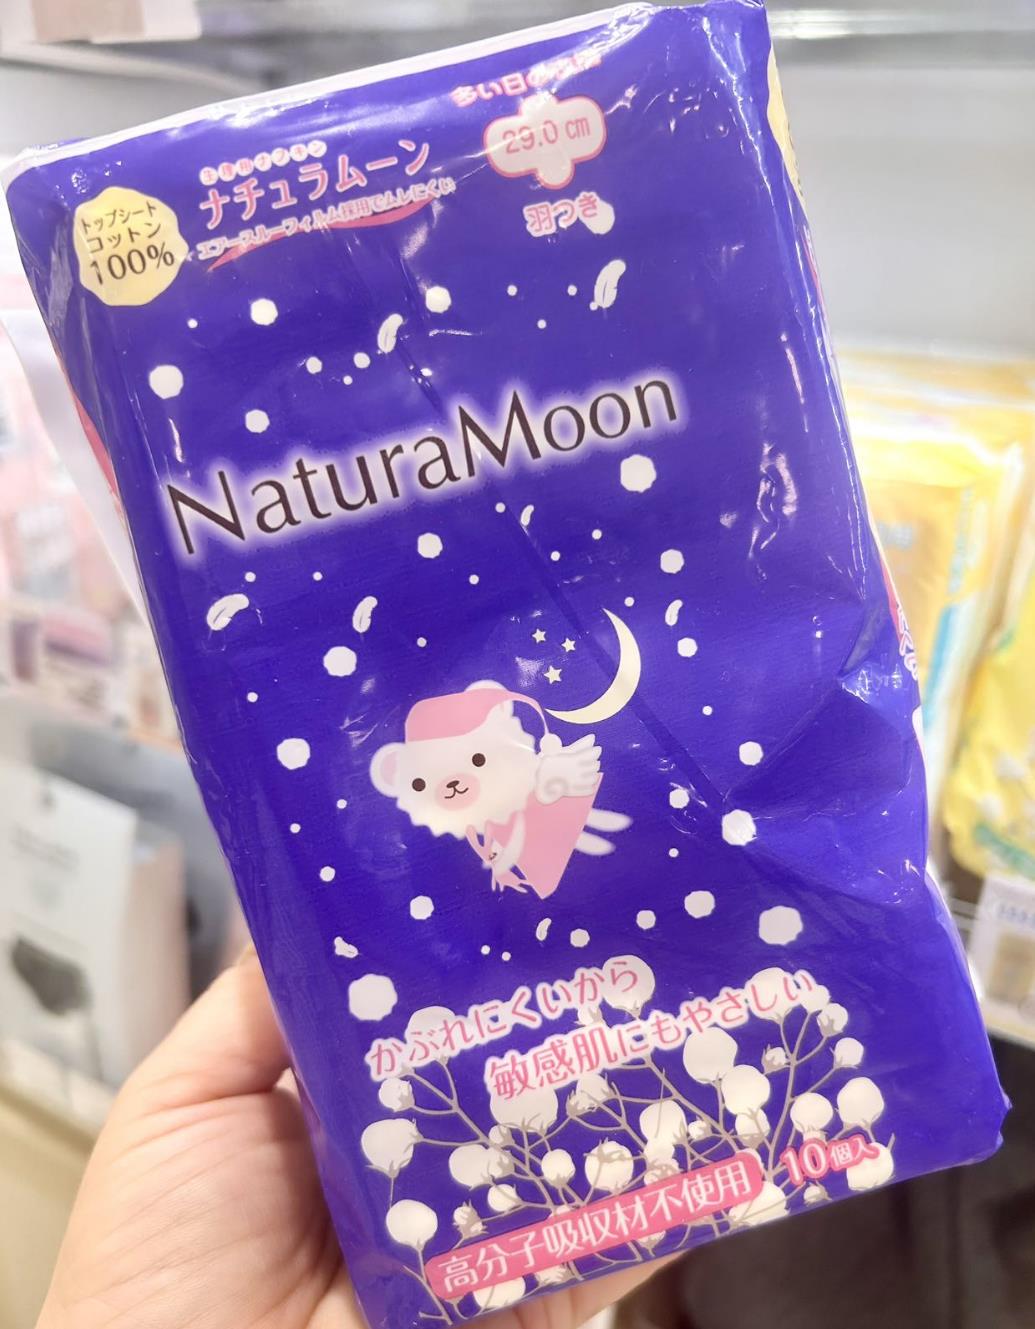 多い日の夜用
29.0cm
羽つき
生理用ナプキン
ナチュラムーン
エアースルーフィルム採用でムレにくい
トップシート
コットン
100%
NaturaMoon
かぶれにくいから
敏感肌にもやさしい
高分子吸収材不使用
10個入